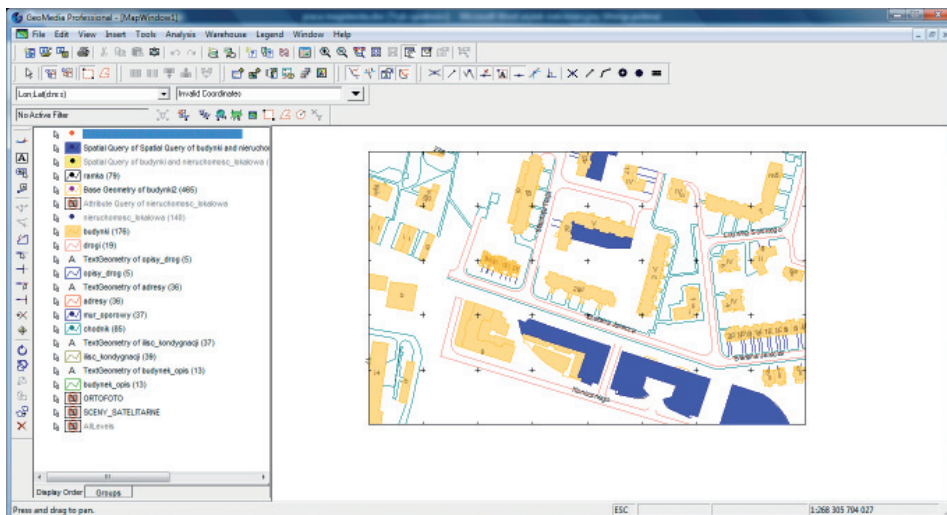 GeoMedia Professional - [MapWindow1]
File Edit View Insert Tools Analysis Warehouse Legend Window Help
Lon,Lat(d:m:s) Invalid Coordinates
No Active Filter
Spatial Query of Spatial Query of budynki and nierucho
Spatial Query of budynki and nieruchomosc_lokalowa (
ramka (79)
Base Geometry of budynki2 (465)
Attribute Query of nieruchomosc_lokalowa
nieruchomosc_lokalowa (140)
budynki (176)
drogi (19)
A TextGeometry of opisy_drog (5)
opisy_drog (5)
A TextGeometry of adresy (36)
adresy (36)
mur_oporowy (37)
chodnik (85)
A TextGeometry of ilisc_kondygnacji (37)
ilisc_kondygnacji (39)
A TextGeometry of budynek_opis (13)
budynek_opis (13)
ORTOFOTO
SCENY_SATELITARNE
AllLevels
Display Order Groups
Press and drag to pan. ESC 1:268 305 794 027